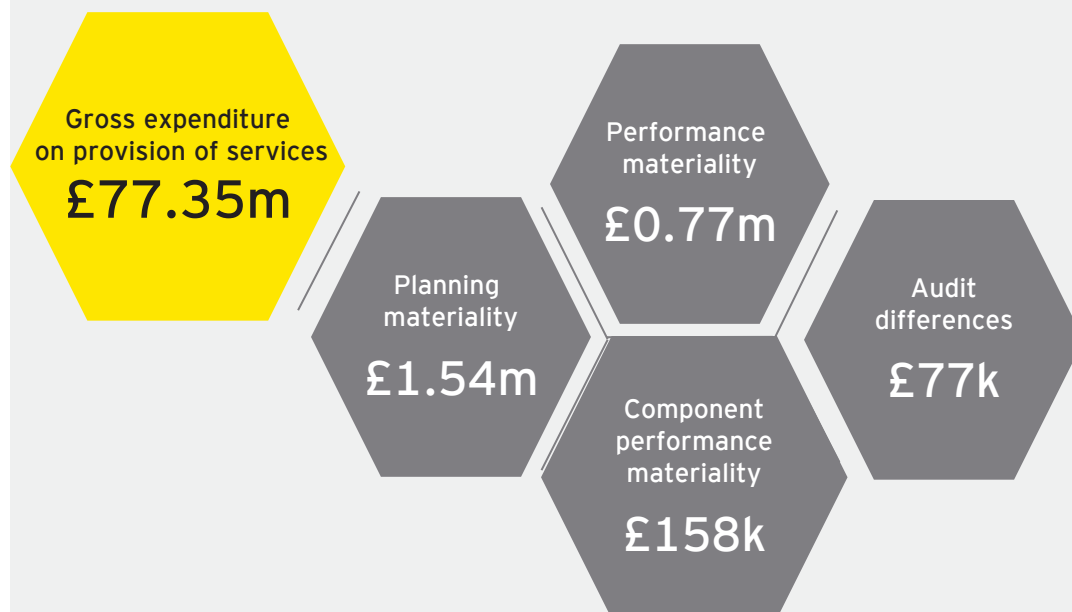 Gross expenditure
on provision of services
£77.35m
Planning
materiality
£1.54m
Performance
materiality
£0.77m
Component
performance
materiality
£158k
Audit
differences
£77k